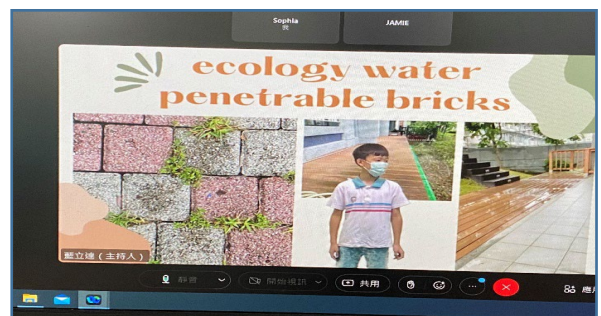 Sophia
JAMIE
ecology water
penetrable bricks
藍立達（主持人）
靜音
開始視訊
共用